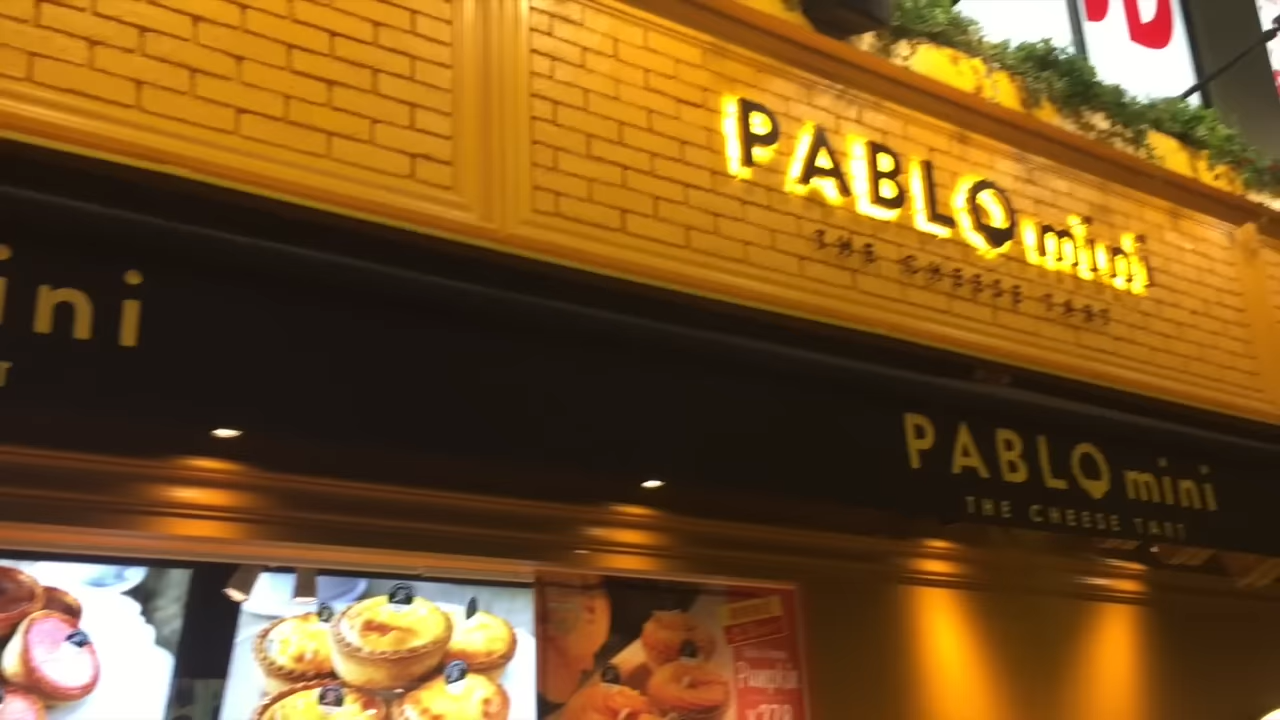 PABLO mini
THE CHEESE TART
ini
T
PABLO mini
THE CHEESE TART
Pumpkin